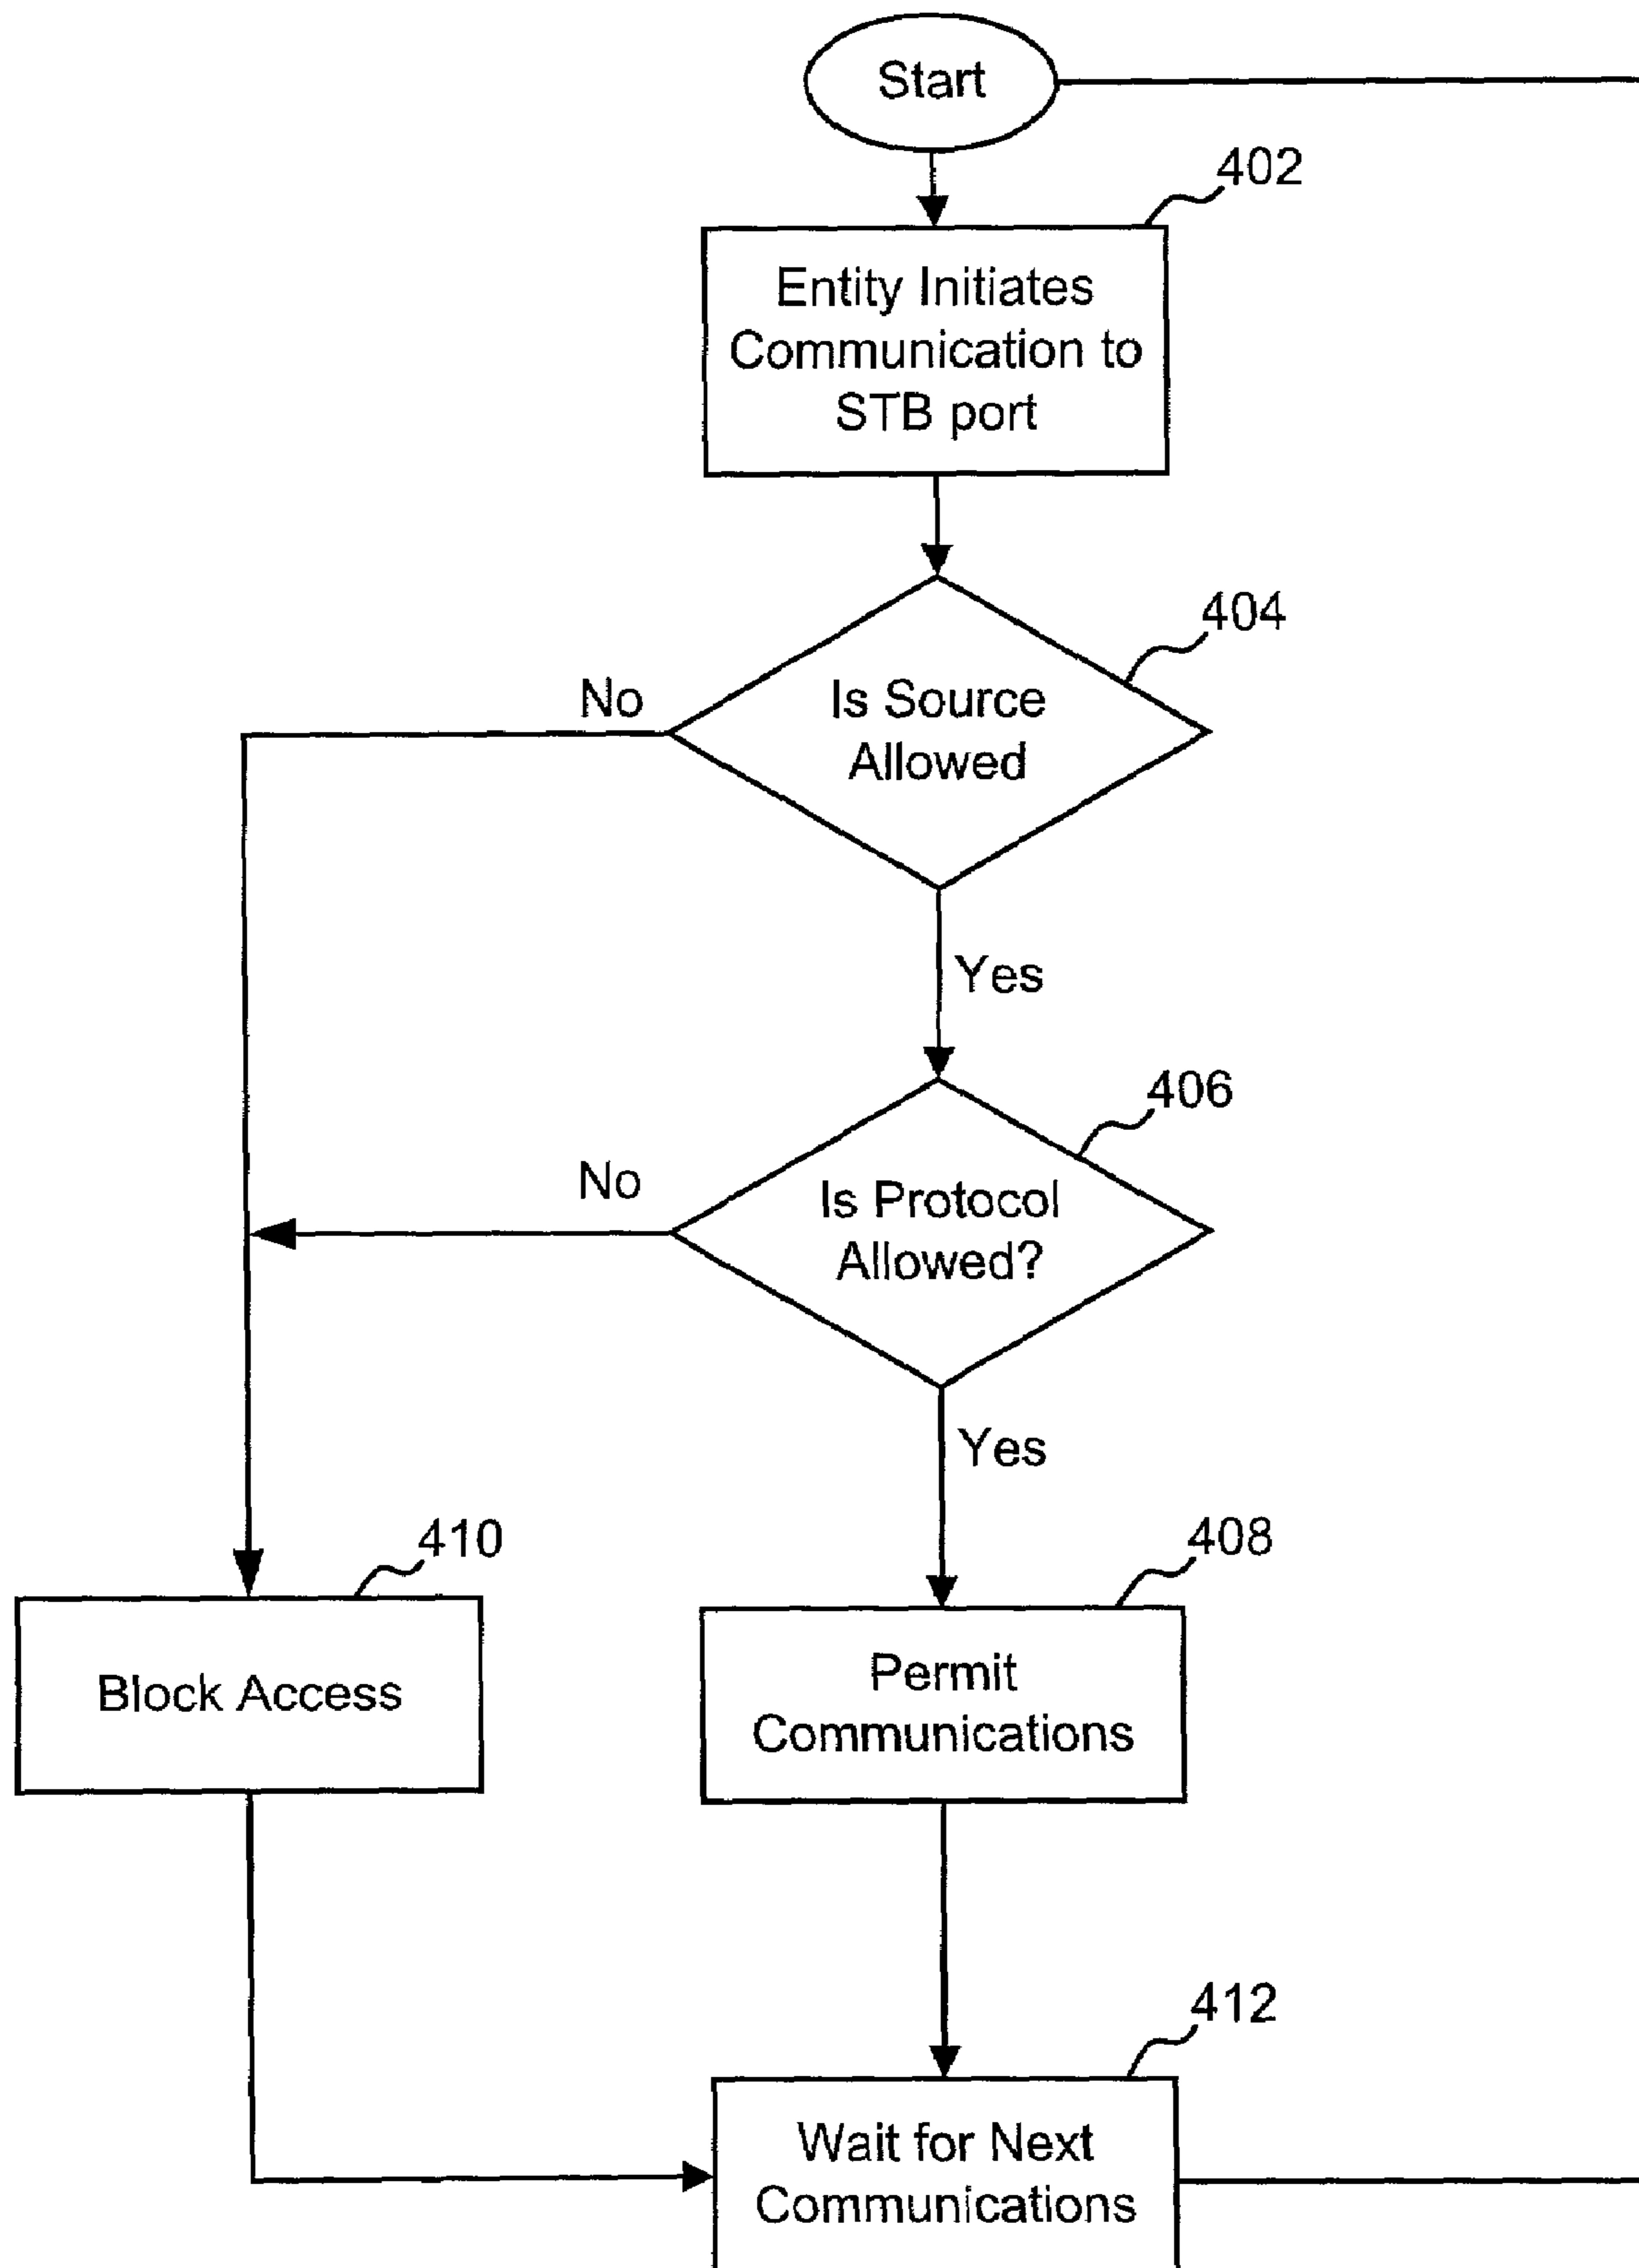 Start
402
Entity Initiates
Communication to
STB port
404
No
Is Source
Allowed
Yes
406
No
Is Protocol
Allowed?
Yes
410
408
Block Access
Permit
Communications
412
Wait for Next
Communications